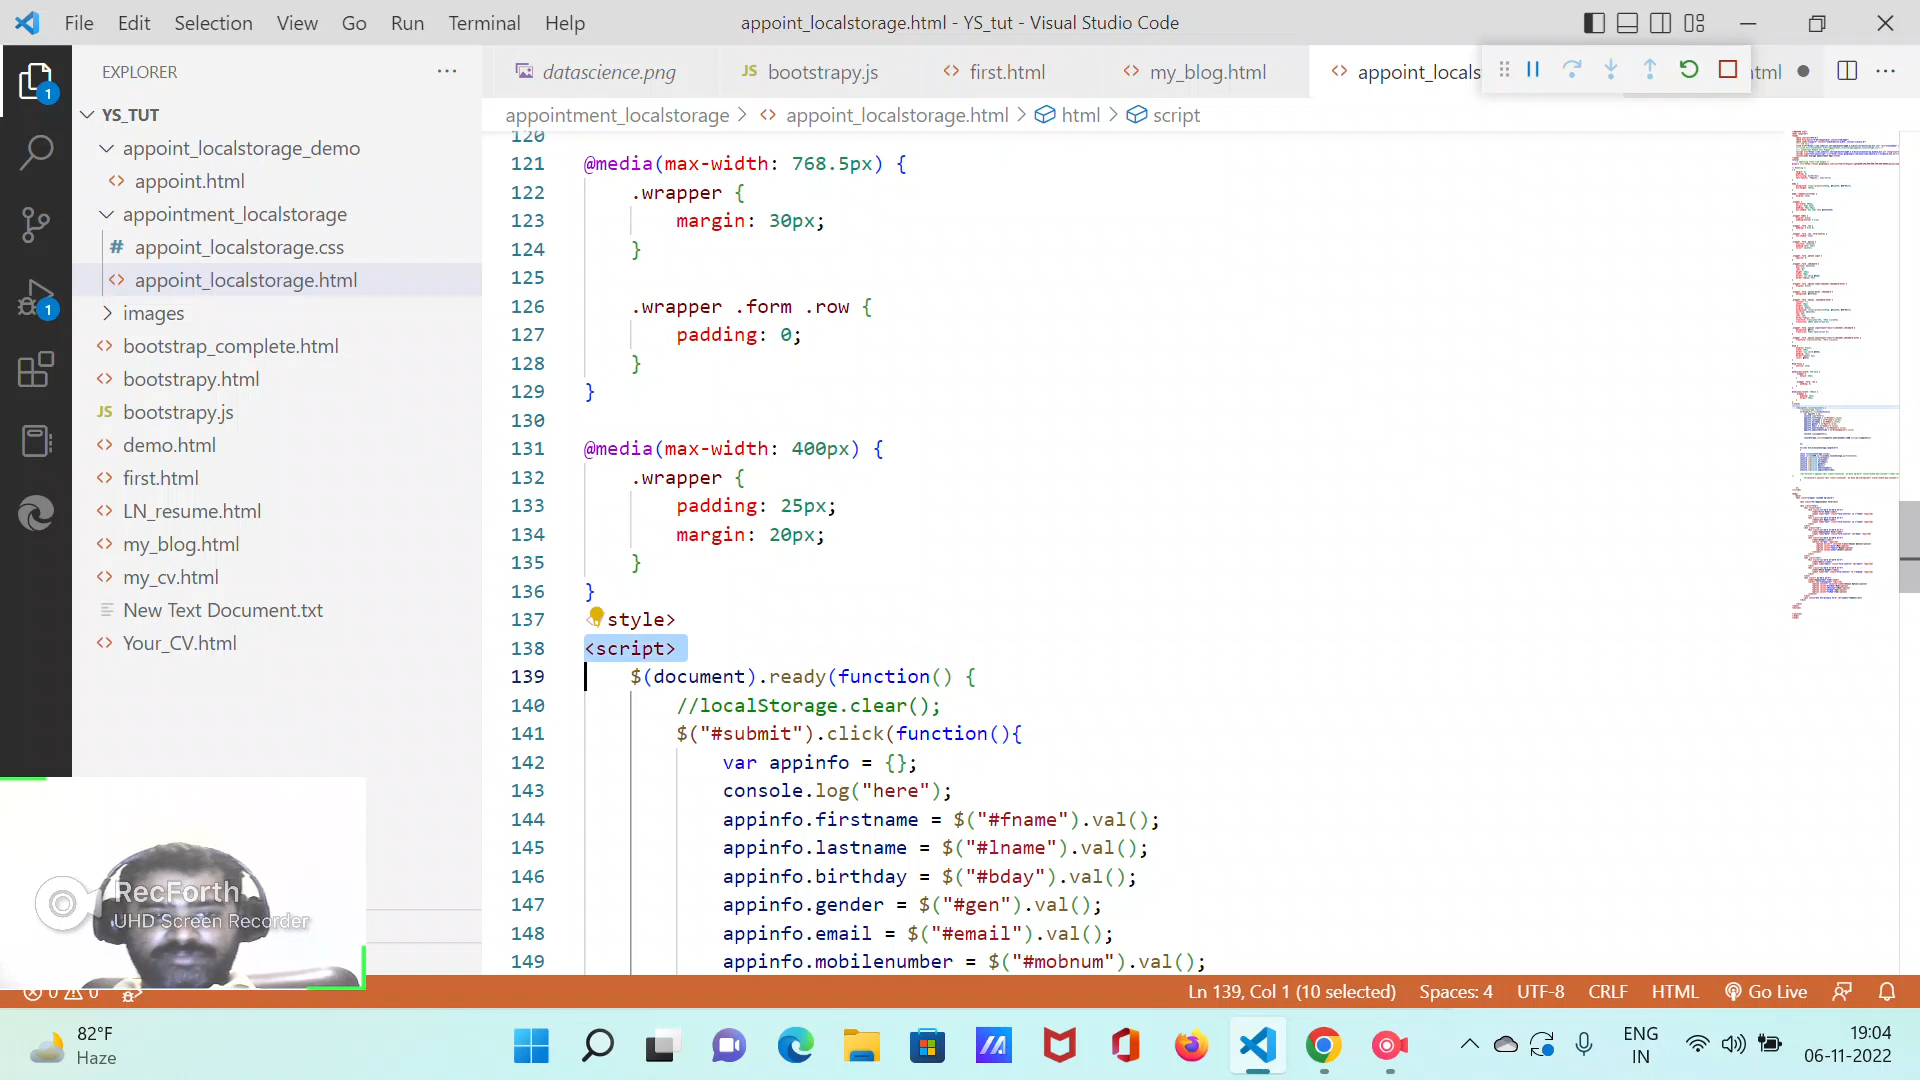 File Edit Selection View Go Run Terminal Help
appoint_localstorage.html - YS_tut - Visual Studio Code
EXPLORER
datascience.png
JS bootstrapy.js
first.html
my_blog.html
appoint_locals
html
YS_TUT
appoint_localstorage_demo
appoint.html
appointment_localstorage
# appoint_localstorage.css
appoint_localstorage.html
images
bootstrap_complete.html
bootstrapy.html
JS bootstrapy.js
demo.html
first.html
LN_resume.html
my_blog.html
my_cv.html
New Text Document.txt
Your_CV.html
1
1
appointment_localstorage > appoint_localstorage.html > html > script
120
121 @media(max-width: 768.5px) {
122 .wrapper {
123 margin: 30px;
124 }
125
126 .wrapper .form .row {
127 padding: 0;
128 }
129 }
130
131 @media(max-width: 400px) {
132 .wrapper {
133 padding: 25px;
134 margin: 20px;
135 }
136 }
137 style>
138 <script>
139 $(document).ready(function() {
140 //localStorage.clear();
141 $("#submit").click(function(){
142 var appinfo = {};
143 console.log("here");
144 appinfo.firstname = $("#fname").val();
145 appinfo.lastname = $("#lname").val();
146 appinfo.birthday = $("#bday").val();
147 appinfo.gender = $("#gen").val();
148 appinfo.email = $("#email").val();
149 appinfo.mobilenumber = $("#mobnum").val();
RecForth
UHD Screen Recorder
0 0
Ln 139, Col 1 (10 selected) Spaces: 4 UTF-8 CRLF HTML Go Live
82°F
Haze
ENG
IN
19:04
06-11-2022